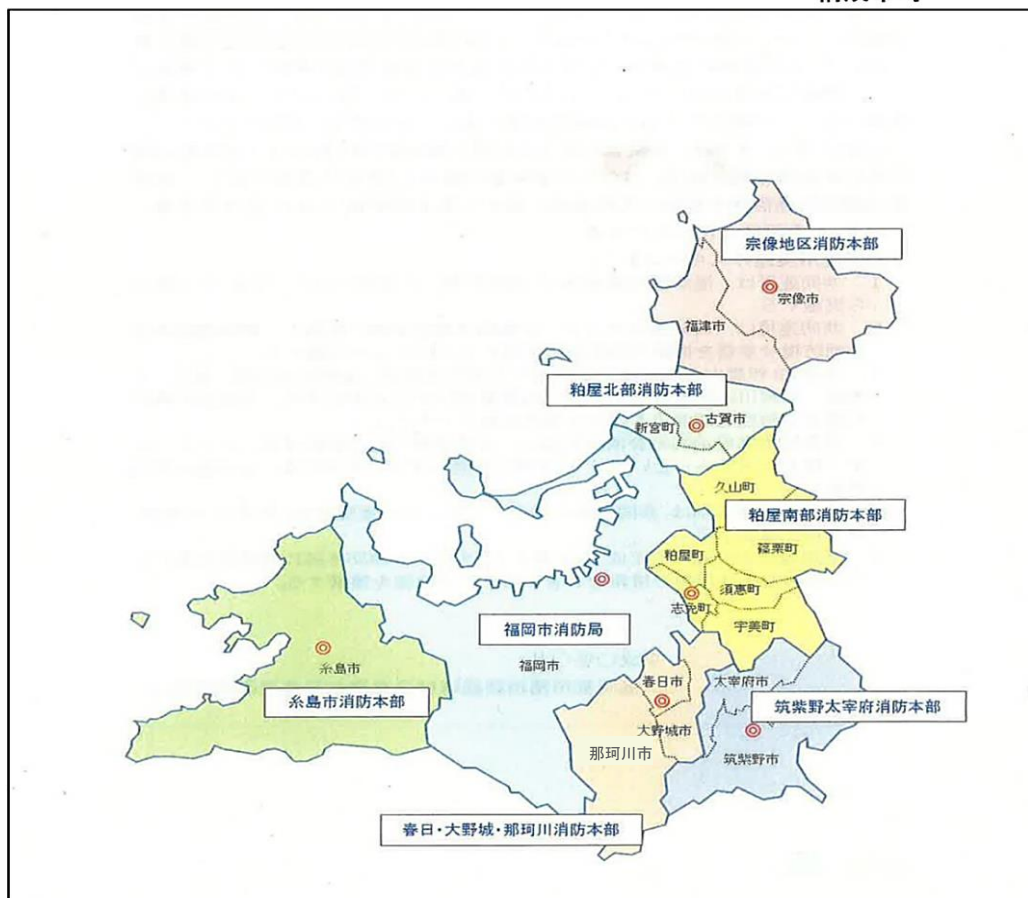 宗像地区消防本部
宗像市
福津市
粕屋北部消防本部
古賀市
新宮町
久山町
粕屋南部消防本部
篠栗町
粕屋町
須恵町
志免町
宇美町
福岡市消防局
福岡市
糸島市
糸島市消防本部
春日市
太宰府市
筑紫野太宰府消防本部
大野城市
那珂川市
筑紫野市
春日・大野城・那珂川消防本部